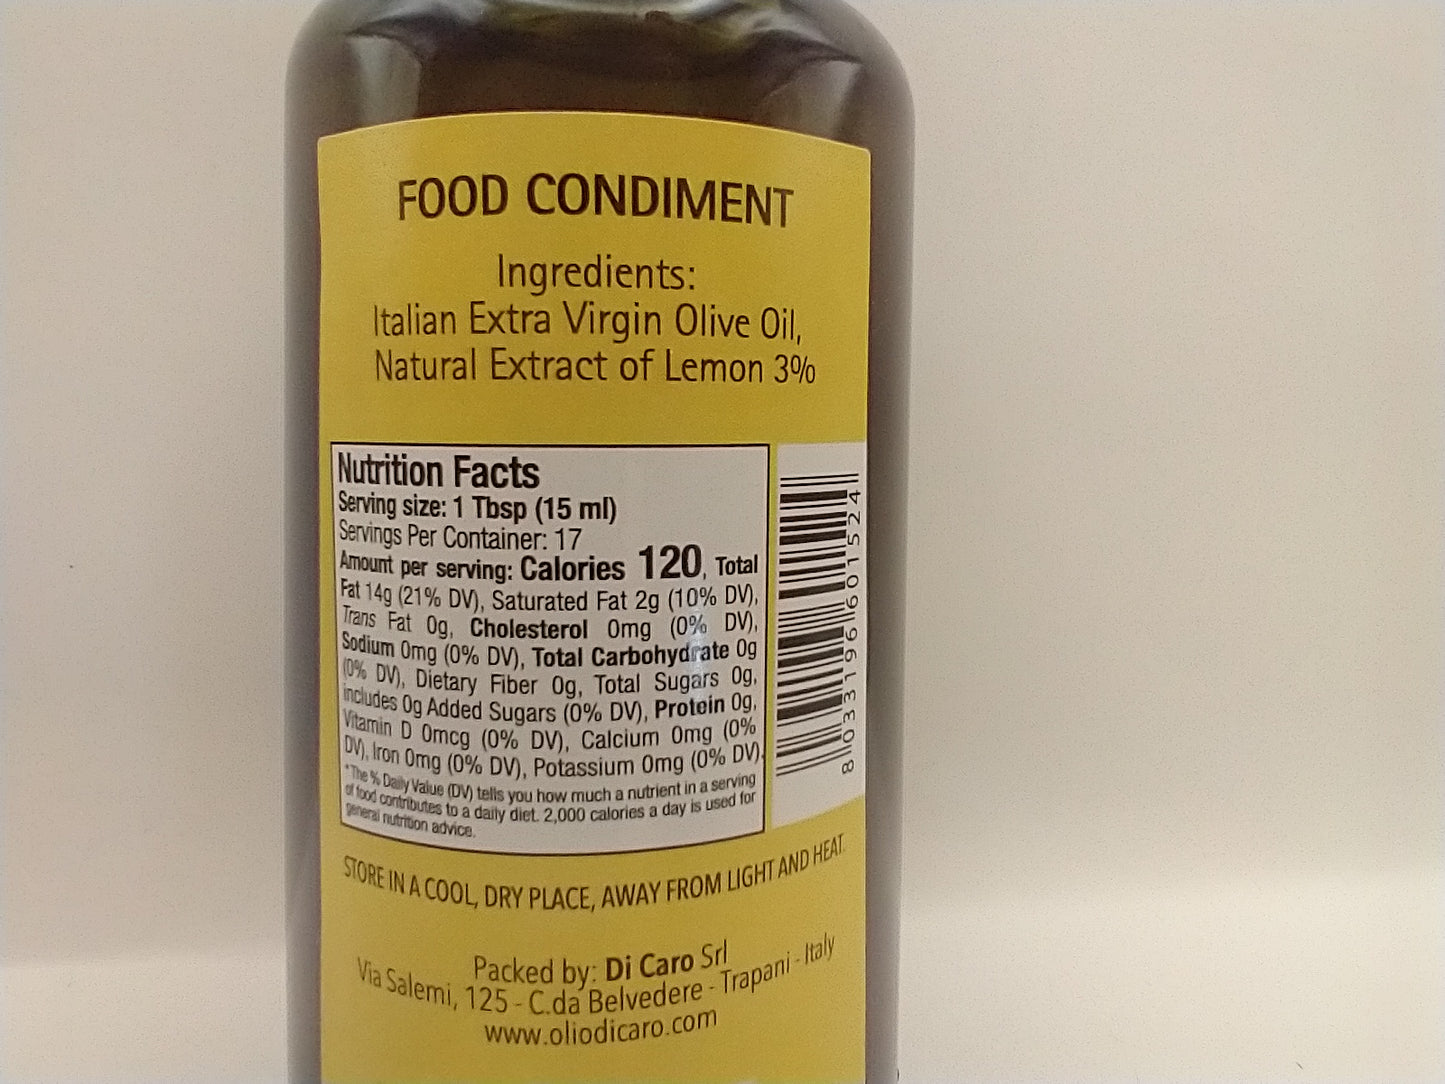 FOOD CONDIMENT
Ingredients:
Italian Extra Virgin Olive Oil,
Natural Extract of Lemon 3%
Nutrition Facts
Serving size: 1 Tbsp (15 ml)
Servings Per Container: 17
Amount per serving: Calories 120, Total
Fat 14g (21% DV), Saturated Fat 2g (10% DV),
Trans Fat 0g, Cholesterol 0mg (0% DV),
Sodium 0mg (0% DV), Total Carbohydrate 0g
(0% DV), Dietary Fiber 0g, Total Sugars 0g,
includes 0g Added Sugars (0% DV), Protein 0g,
Vitamin D 0mcg (0% DV), Calcium 0mg (0%
DV), Iron 0mg (0% DV), Potassium 0mg (0% DV).
*The % Daily Value (DV) tells you how much a nutrient in a serving
of food contributes to a daily diet. 2,000 calories a day is used for
general nutrition advice.
8 033196 601524
STORE IN A COOL, DRY PLACE, AWAY FROM LIGHT AND HEAT.
Packed by: Di Caro Srl
Via Salemi, 125 - C.da Belvedere - Trapani - Italy
www.oliodicaro.com